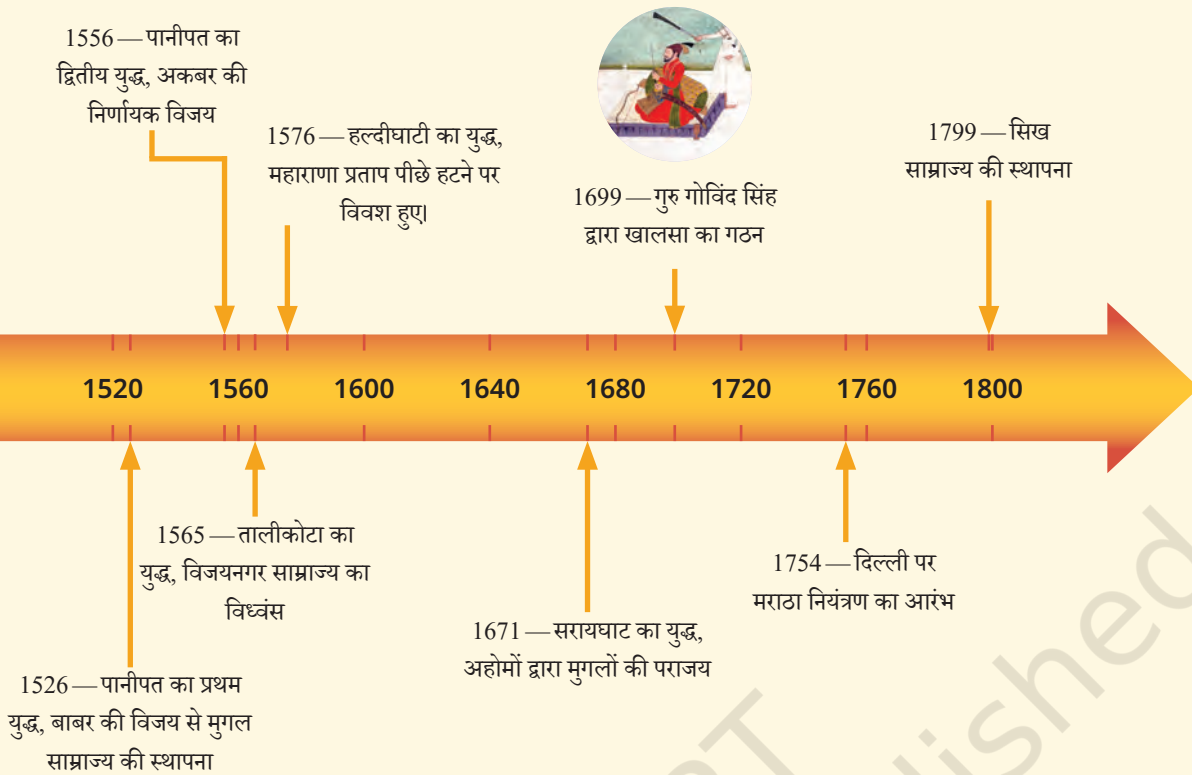 1556 — पानीपत का
द्वितीय युद्ध, अकबर की
निर्णायक विजय
1576 — हल्दीघाटी का युद्ध,
महाराणा प्रताप पीछे हटने पर
विवश हुए।
1699 — गुरु गोविंद सिंह
द्वारा खालसा का गठन
1799 — सिख
साम्राज्य की स्थापना
1520 1560 1600 1640 1680 1720 1760 1800
1565 — तालीकोटा का
युद्ध, विजयनगर साम्राज्य का
विध्वंस
1754 — दिल्ली पर
मराठा नियंत्रण का आरंभ
1671 — सरायघाट का युद्ध,
अहोमों द्वारा मुगलों की पराजय
1526 — पानीपत का प्रथम
युद्ध, बाबर की विजय से मुगल
साम्राज्य की स्थापना